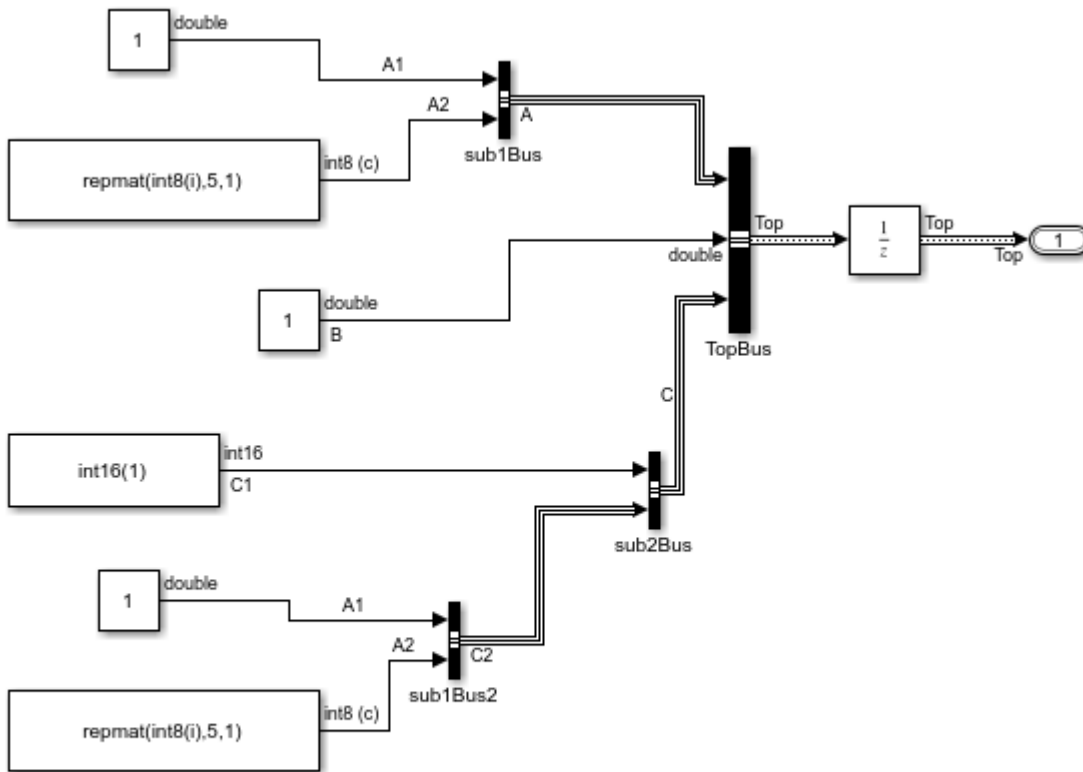 double
1
A1
A2
A
sub1Bus
int8 (c)
repmat(int8(i),5,1)
Top
Top
double
1
z
1
Top
double
1
B
TopBus
C
int16
int16(1)
C1
sub2Bus
double
1
A1
A2
C2
sub1Bus2
int8 (c)
repmat(int8(i),5,1)